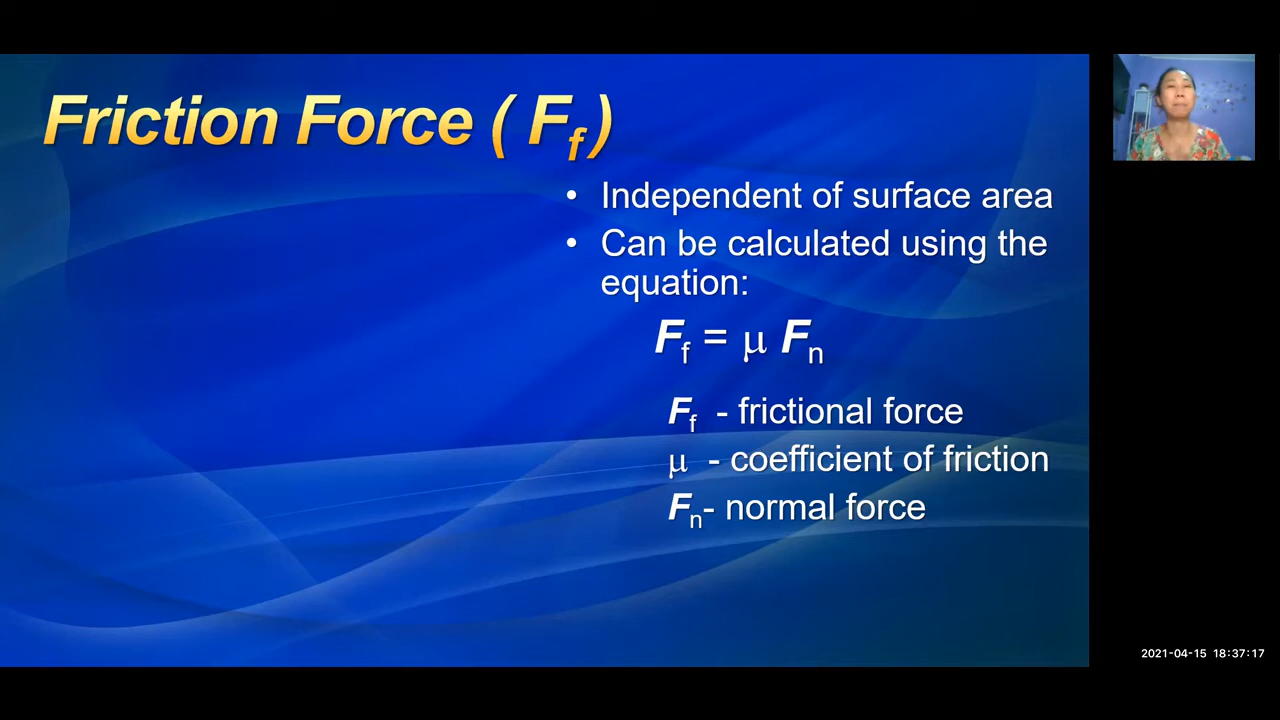 Friction Force ( Ff )
• Independent of surface area
• Can be calculated using the
equation:
Ff = μ Fn
Ff - frictional force
μ - coefficient of friction
Fn- normal force
2021-04-15 18:37:17